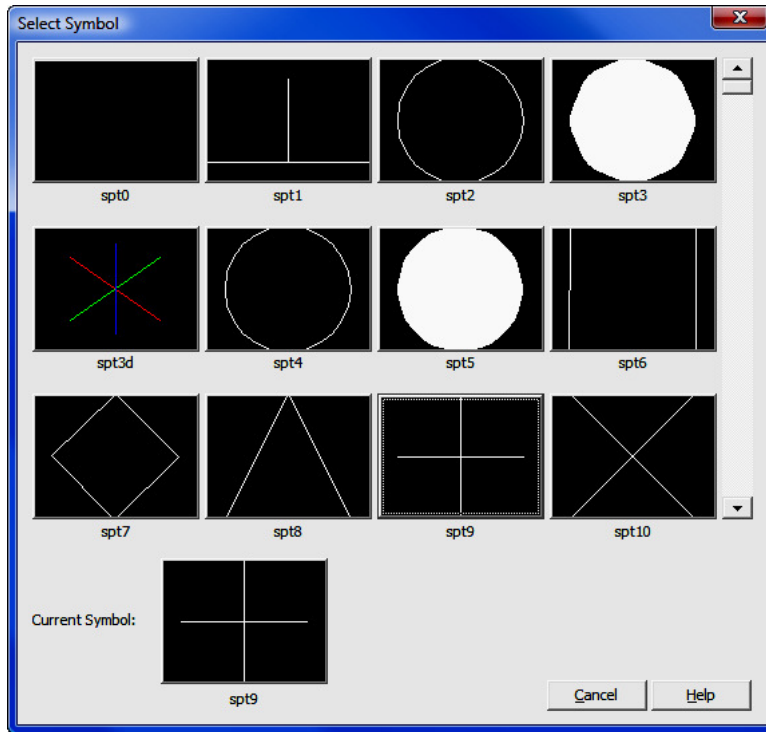 Select Symbol
spt0 spt1 spt2 spt3
spt3d spt4 spt5 spt6
spt7 spt8 spt9 spt10
Current Symbol:
spt9
Cancel Help